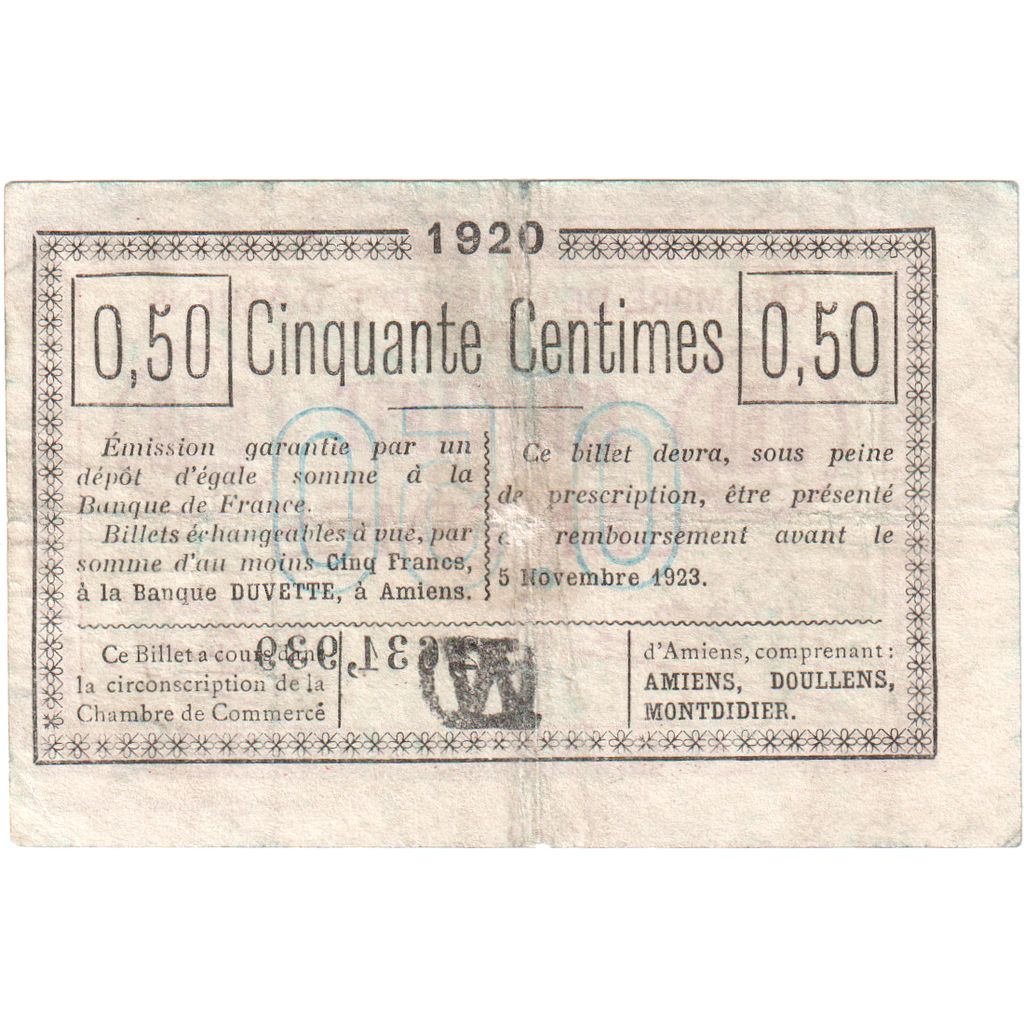 1920
0,50 Cinquante Centimes 0,50
Émission garantie par un
dépôt d'égale somme à la
Banque de France.
Billets échangeables à vue, par
somme d'au moins Cinq Francs,
à la Banque DUVETTE, à Amiens.
Ce billet devra, sous peine
de prescription, être présenté
remboursement avant le
5 Novembre 1923.
Ce Billet a cours dans
la circonscription de la
Chambre de Commerce
d'Amiens, comprenant :
AMIENS, DOULLENS,
MONTDIDIER.
0,50